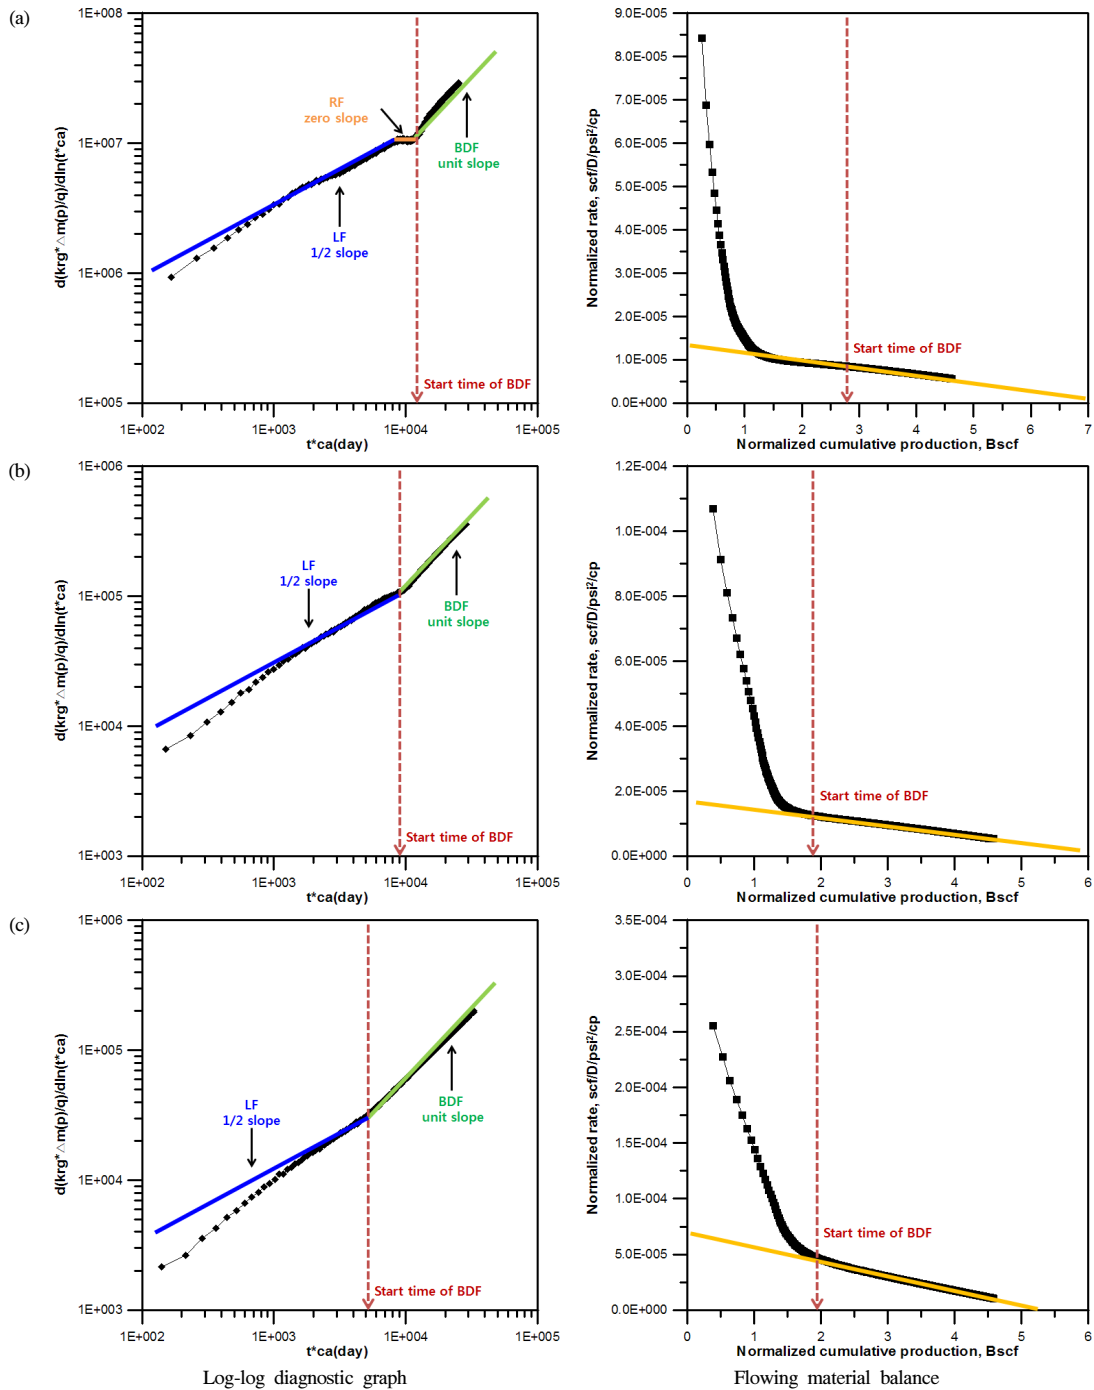 (a)
1E+008
1E+007
1E+006
1E+005
d(krg*△m(p)/q)/dln(t*ca)
RF
zero slope
BDF
unit slope
LF
1/2 slope
Start time of BDF
1E+002
1E+003
1E+004
1E+005
t*ca(day)
9.0E-005
8.0E-005
7.0E-005
6.0E-005
5.0E-005
4.0E-005
3.0E-005
2.0E-005
1.0E-005
0.0E+000
Normalized rate, scf/D/psi²/cp
Start time of BDF
0
1
2
3
4
5
6
7
Normalized cumulative production, Bscf
(b)
1E+006
1E+005
1E+004
1E+003
d(krg*△m(p)/q)/dln(t*ca)
LF
1/2 slope
BDF
unit slope
Start time of BDF
1E+002
1E+003
1E+004
1E+005
t*ca(day)
1.2E-004
1.0E-004
8.0E-005
6.0E-005
4.0E-005
2.0E-005
0.0E+000
Normalized rate, scf/D/psi²/cp
Start time of BDF
0
1
2
3
4
5
6
Normalized cumulative production, Bscf
(c)
1E+006
1E+005
1E+004
1E+003
d(krg*△m(p)/q)/dln(t*ca)
LF
1/2 slope
BDF
unit slope
Start time of BDF
1E+002
1E+003
1E+004
1E+005
t*ca(day)
3.5E-004
3.0E-004
2.5E-004
2.0E-004
1.5E-004
1.0E-004
5.0E-005
0.0E+000
Normalized rate, scf/D/psi²/cp
Start time of BDF
0
1
2
3
4
5
6
Normalized cumulative production, Bscf
Log-log diagnostic graph
Flowing material balance